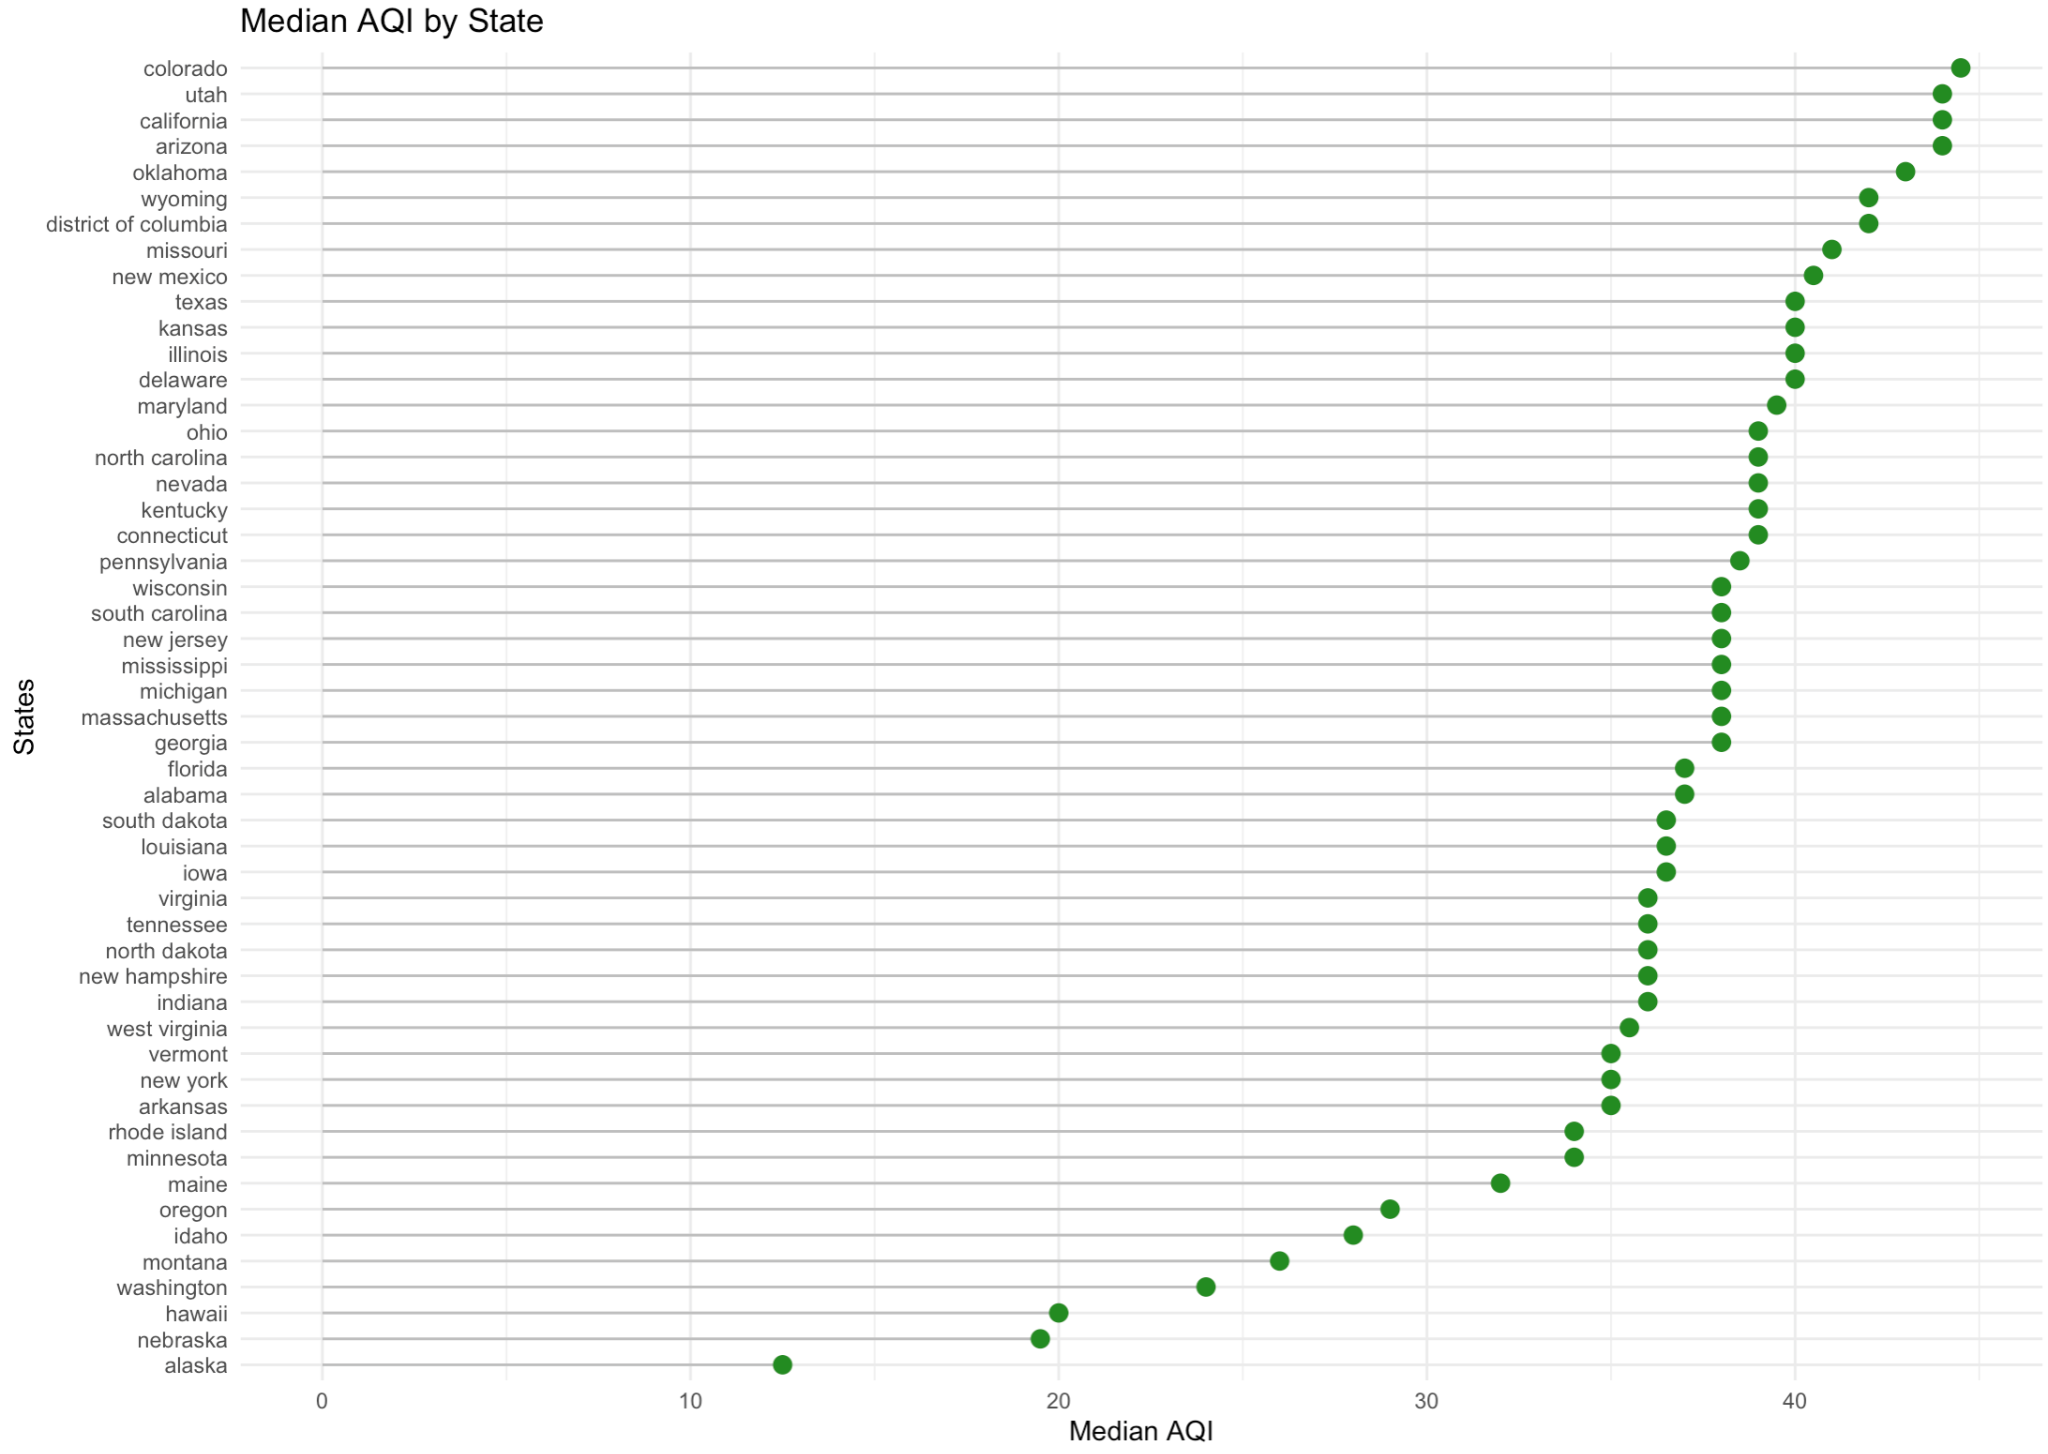 Median AQI by State
colorado
utah
california
arizona
oklahoma
wyoming
district of columbia
missouri
new mexico
texas
kansas
illinois
delaware
maryland
ohio
north carolina
nevada
kentucky
connecticut
pennsylvania
wisconsin
south carolina
new jersey
mississippi
michigan
massachusetts
georgia
florida
alabama
south dakota
louisiana
iowa
virginia
tennessee
north dakota
new hampshire
indiana
west virginia
vermont
new york
arkansas
rhode island
minnesota
maine
oregon
idaho
montana
washington
hawaii
nebraska
alaska
States
0 10 20 30 40
Median AQI